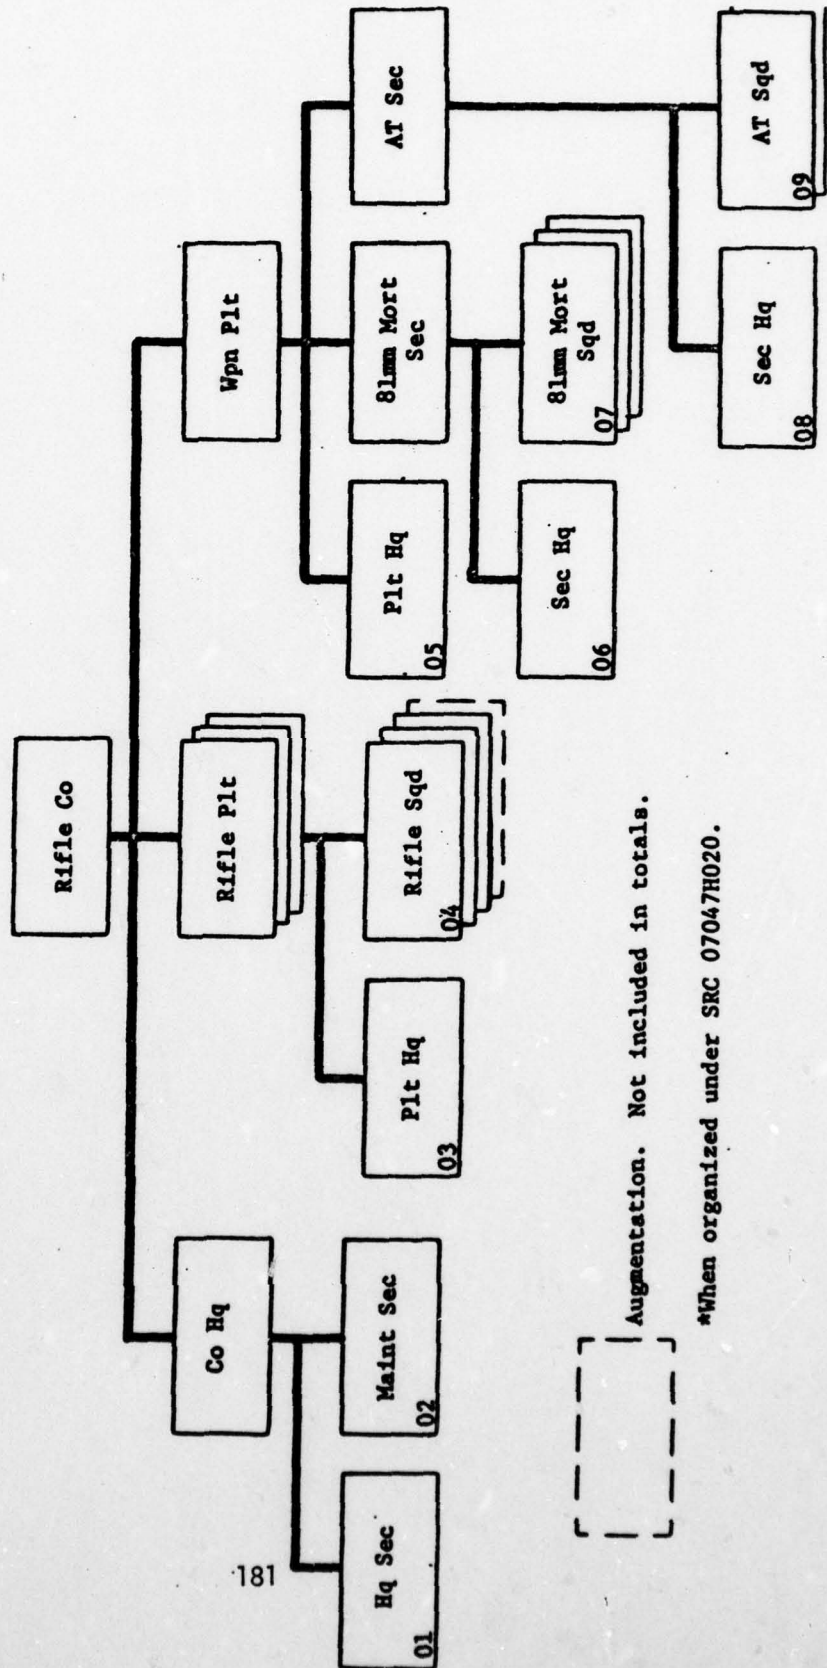 Rifle Co
Co Hq
Rifle Plt
Wpn Plt
Hq Sec
01
Maint Sec
02
Plt Hq
03
Rifle Sqd
04
Plt Hq
05
81mm Mort
Sec
AT Sec
Sec Hq
06
81mm Mort
Sqd
07
Sec Hq
08
AT Sqd
09
Augmentation. Not included in totals.
*When organized under SRC 07047H020.
181